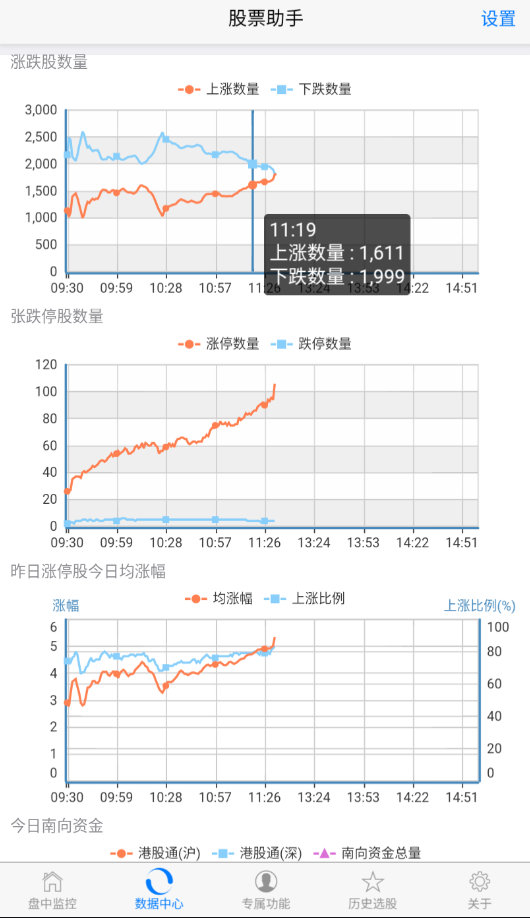 股票助手 设置
涨跌股数量
上涨数量 下跌数量
3,000
2,500
2,000
1,500
1,000
500
0
11:19
上涨数量 : 1,611
下跌数量 : 1,999
09:30 09:59 10:28 10:57 11:26 13:24 13:53 14:22 14:51
张跌停股数量
涨停数量 跌停数量
120
100
80
60
40
20
0
09:30 09:59 10:28 10:57 11:26 13:24 13:53 14:22 14:51
昨日涨停股今日均涨幅
涨幅 均涨幅 上涨比例 上涨比例(%)
6 100
5 80
4
3 60
2 40
1 20
0 0
09:30 09:59 10:28 10:57 11:26 13:24 13:53 14:22 14:51
今日南向资金
港股通(沪) 港股通(深) 南向资金总量
盘中监控 数据中心 专属功能 历史选股 关于